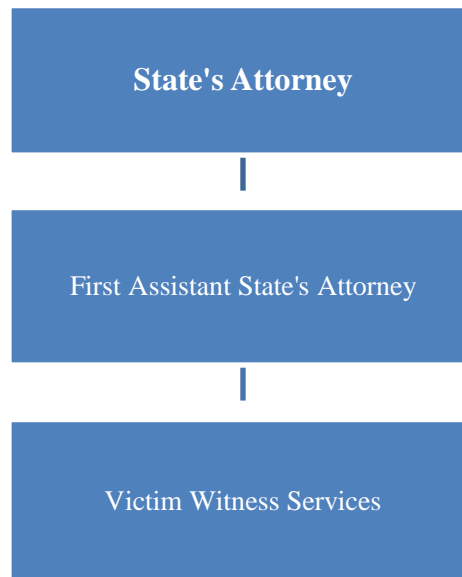 State's Attorney
First Assistant State's Attorney
Victim Witness Services